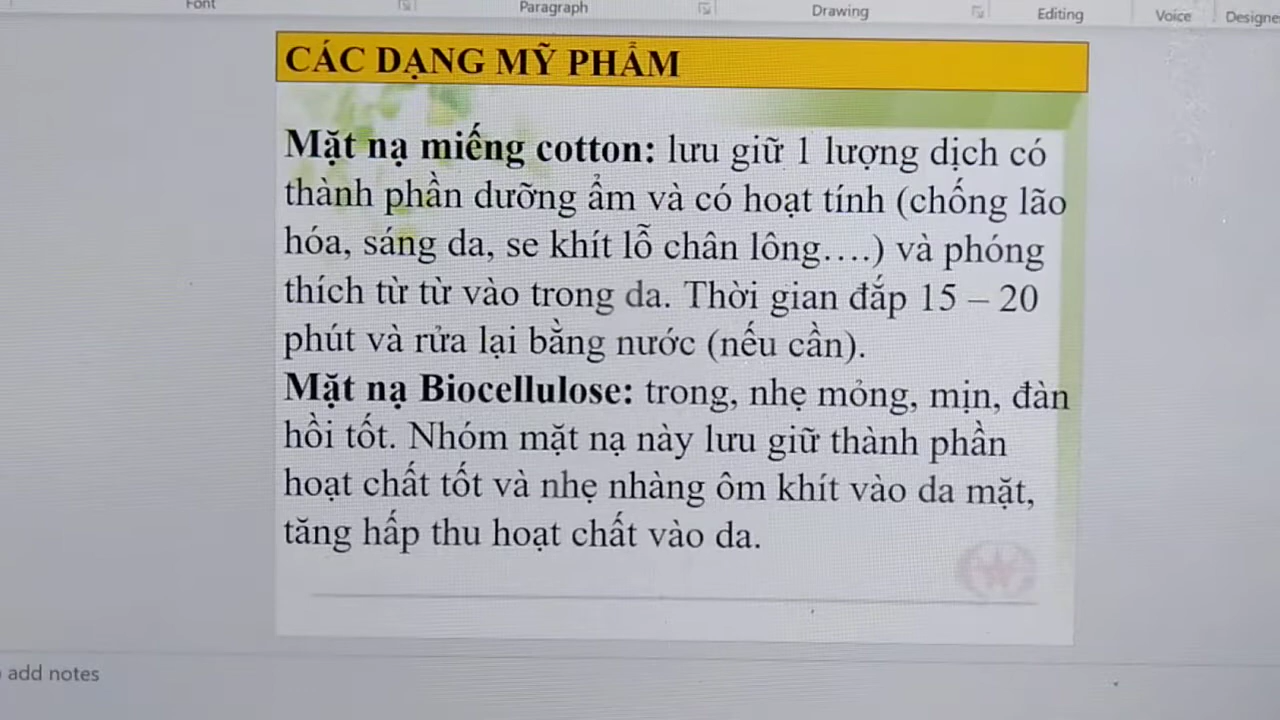 Font
Paragraph
Drawing
Editing
Voice
Designe
CÁC DẠNG MỸ PHẨM
Mặt nạ miếng cotton: lưu giữ 1 lượng dịch có
thành phần dưỡng ẩm và có hoạt tính (chống lão
hóa, sáng da, se khít lỗ chân lông….) và phóng
thích từ từ vào trong da. Thời gian đắp 15 – 20
phút và rửa lại bằng nước (nếu cần).
Mặt nạ Biocellulose: trong, nhẹ mỏng, mịn, đàn
hồi tốt. Nhóm mặt nạ này lưu giữ thành phần
hoạt chất tốt và nhẹ nhàng ôm khít vào da mặt,
tăng hấp thu hoạt chất vào da.
add notes